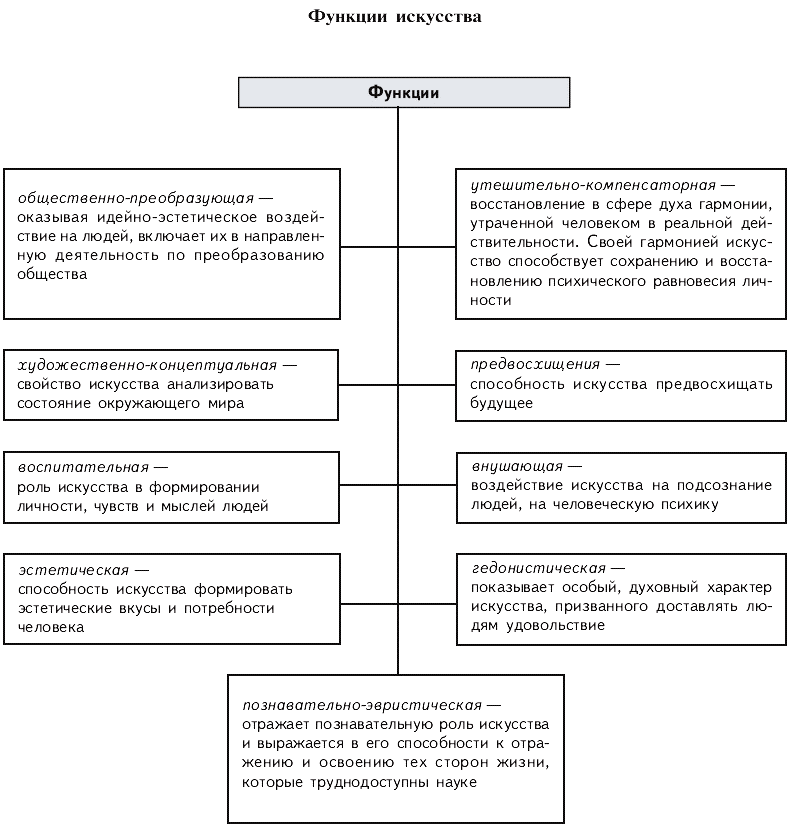 Функции искусства
Функции
общественно-преобразующая —
оказывая идейно-эстетическое воздей-
ствие на людей, включает их в направлен-
ную деятельность по преобразованию
общества
утешительно-компенсаторная —
восстановление в сфере духа гармонии,
утраченной человеком в реальной дей-
ствительности. Своей гармонией искус-
ство способствует сохранению и восста-
новлению психического равновесия лич-
ности
художественно-концептуальная —
свойство искусства анализировать
состояние окружающего мира
предвосхищения —
способность искусства предвосхищать
будущее
воспитательная —
роль искусства в формировании
личности, чувств и мыслей людей
внушающая —
воздействие искусства на подсознание
людей, на человеческую психику
эстетическая —
способность искусства формировать
эстетические вкусы и потребности
человека
гедонистическая —
показывает особый, духовный характер
искусства, призванного доставлять лю-
дям удовольствие
познавательно-эвристическая —
отражает познавательную роль искусства
и выражается в его способности к отра-
жению и освоению тех сторон жизни,
которые труднодоступны науке